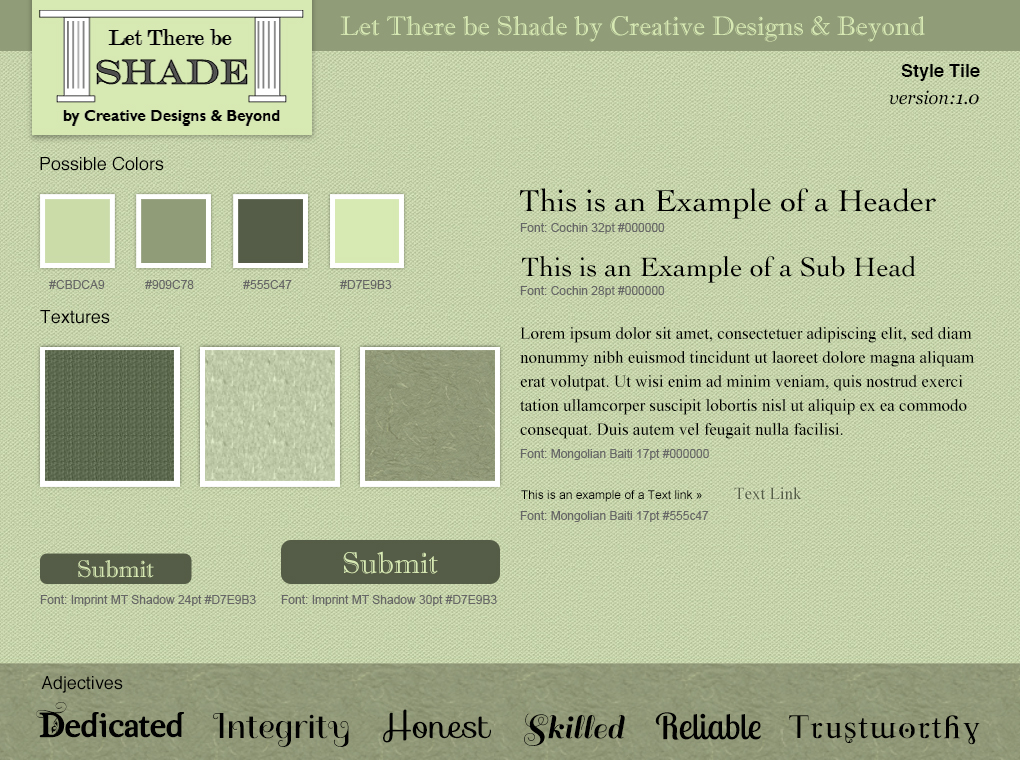 Let There be
SHADE
by Creative Designs & Beyond
Let There be Shade by Creative Designs & Beyond
Style Tile
version:1.0
Possible Colors
#CBDCA9 #909C78 #555C47 #D7E9B3
Textures
Submit Submit
Font: Imprint MT Shadow 24pt #D7E9B3 Font: Imprint MT Shadow 30pt #D7E9B3
This is an Example of a Header
Font: Cochin 32pt #000000
This is an Example of a Sub Head
Font: Cochin 28pt #000000
Lorem ipsum dolor sit amet, consectetuer adipiscing elit, sed diam
nonummy nibh euismod tincidunt ut laoreet dolore magna aliquam
erat volutpat. Ut wisi enim ad minim veniam, quis nostrud exerci
tation ullamcorper suscipit lobortis nisl ut aliquip ex ea commodo
consequat. Duis autem vel feugait nulla facilisi.
Font: Mongolian Baiti 17pt #000000
This is an example of a Text link » Text Link
Font: Mongolian Baiti 17pt #555c47
Adjectives
Dedicated Integrity Honest Skilled Reliable Trustworthy